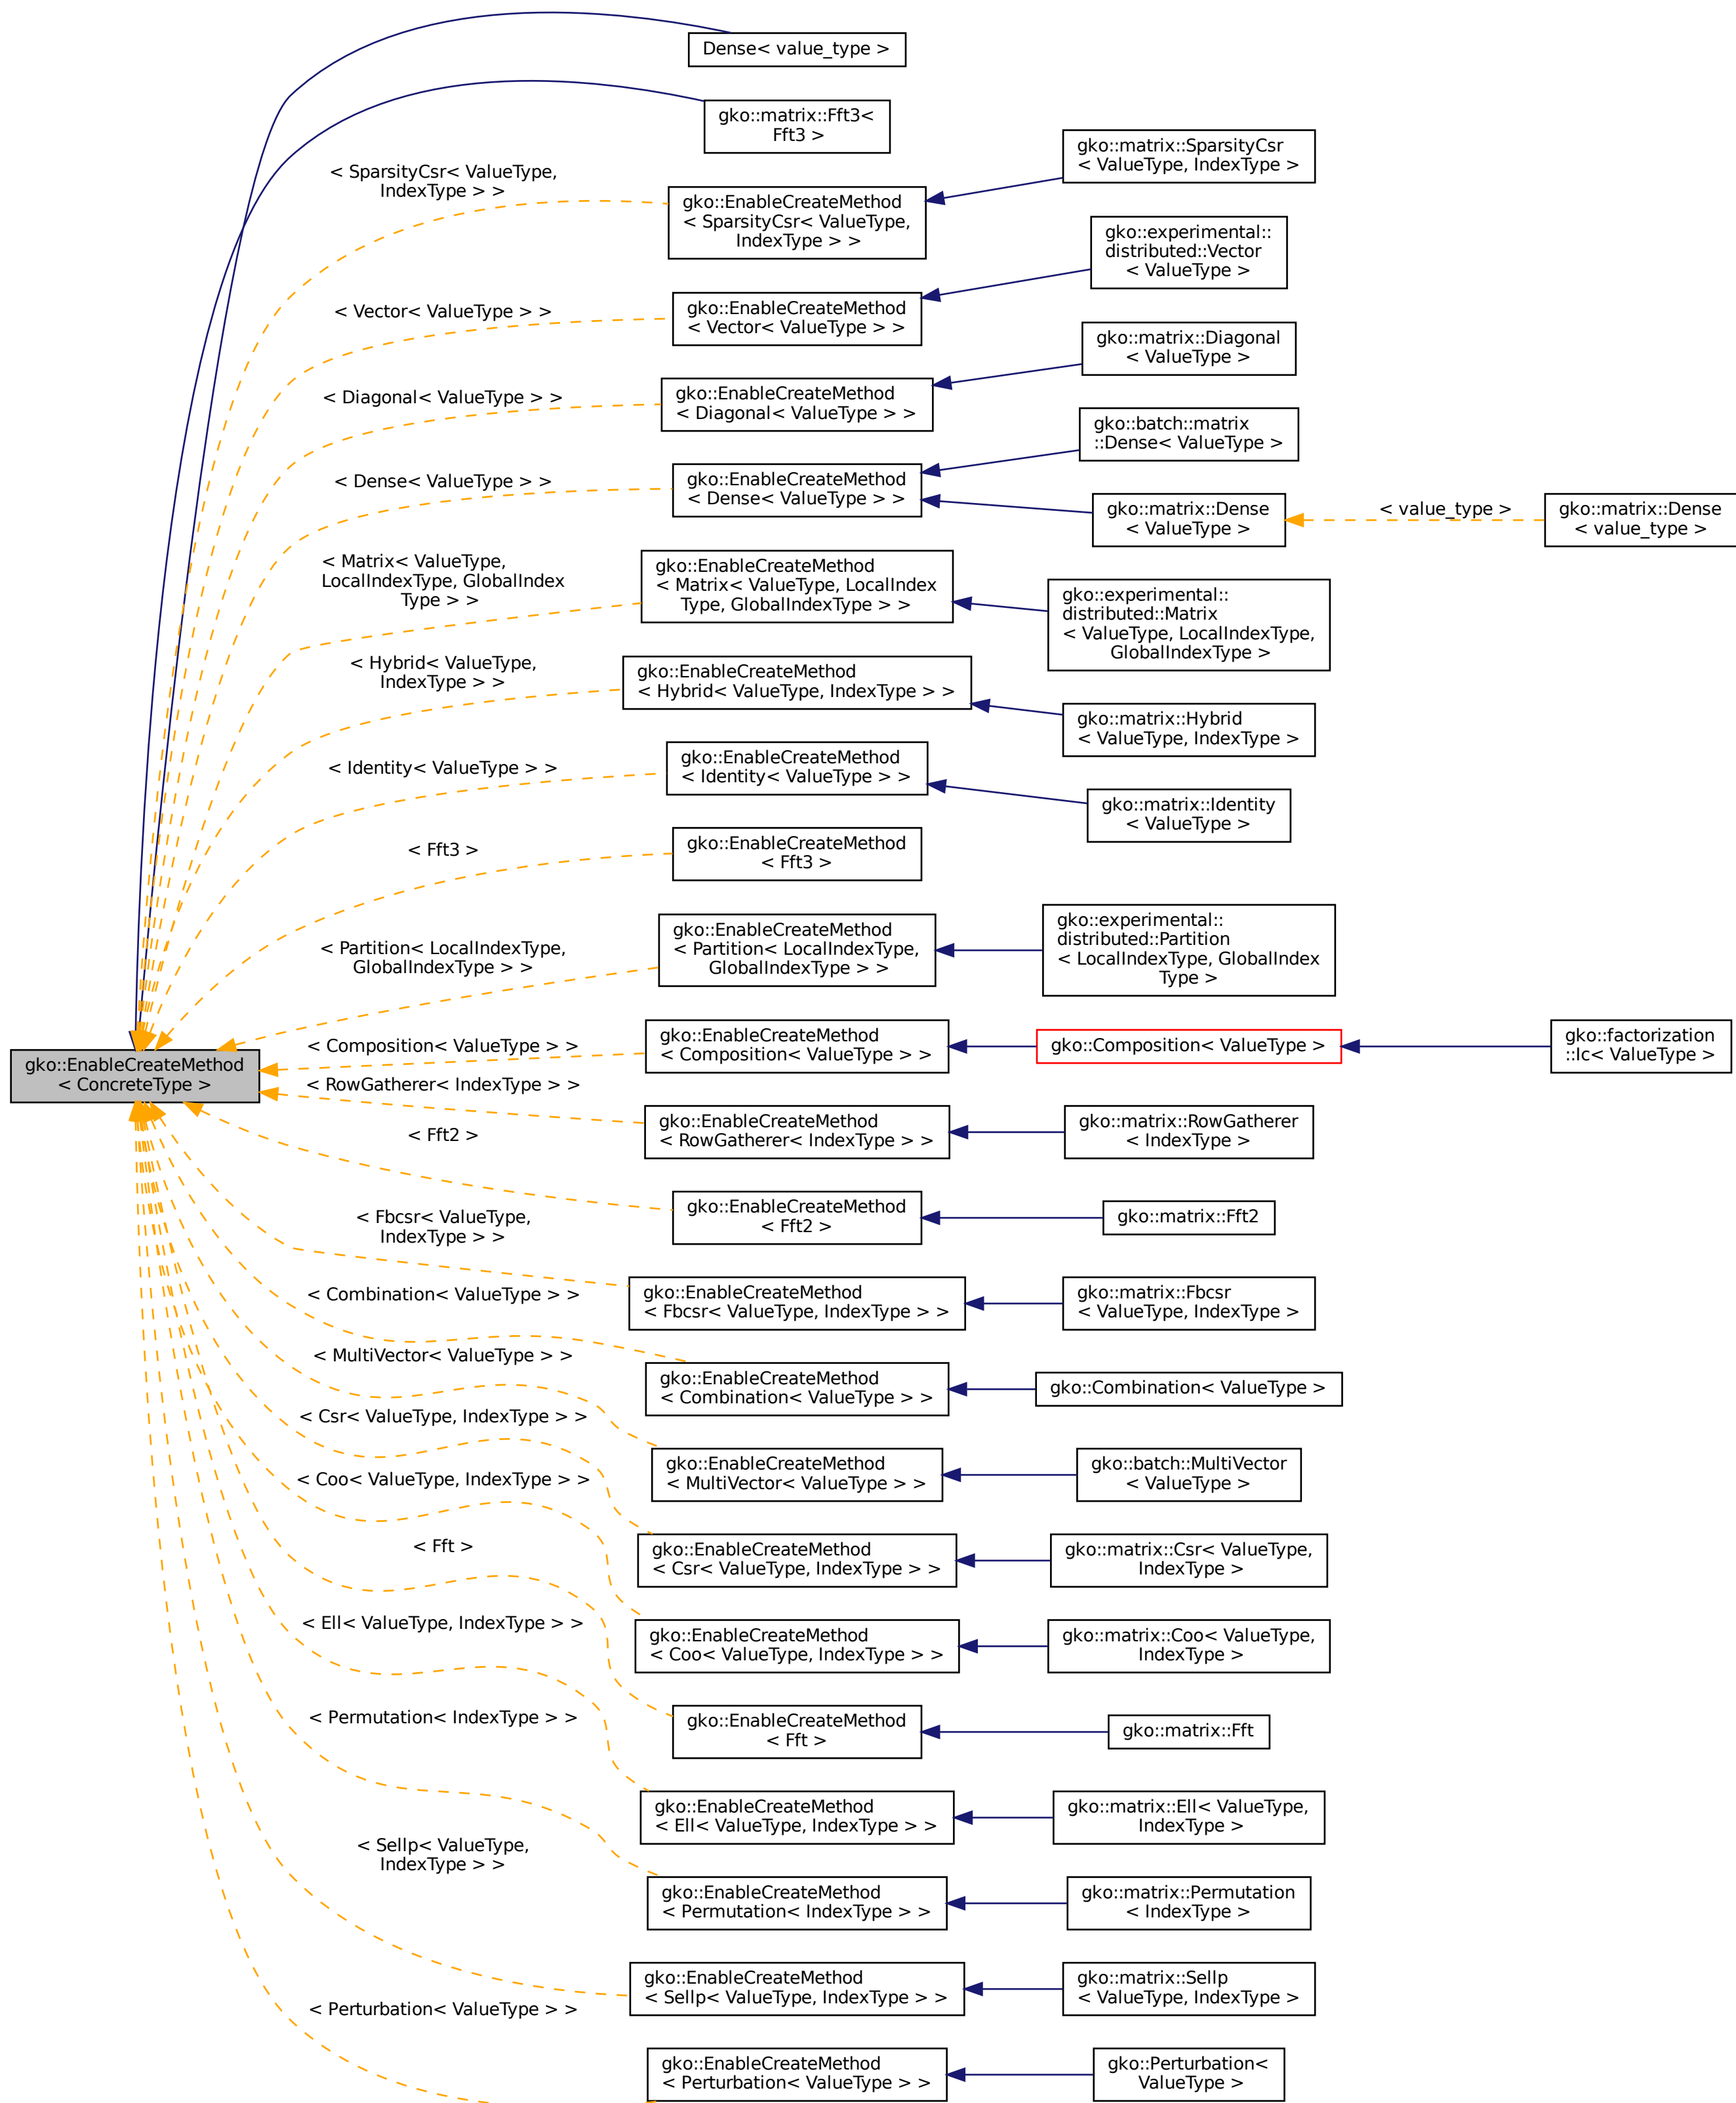 Dense< value_type >
gko::matrix::Fft3<
Fft3 >
< SparsityCsr< ValueType,
IndexType > >
gko::EnableCreateMethod
< SparsityCsr< ValueType,
IndexType > >
gko::matrix::SparsityCsr
< ValueType, IndexType >
< Vector< ValueType > >
gko::EnableCreateMethod
< Vector< ValueType > >
gko::experimental::
distributed::Vector
< ValueType >
< Diagonal< ValueType > >
gko::EnableCreateMethod
< Diagonal< ValueType > >
gko::matrix::Diagonal
< ValueType >
< Dense< ValueType > >
gko::EnableCreateMethod
< Dense< ValueType > >
gko::batch::matrix
::Dense< ValueType >
gko::matrix::Dense
< ValueType >
< value_type >
gko::matrix::Dense
< value_type >
< Matrix< ValueType,
LocalIndexType, GlobalIndex
Type > >
gko::EnableCreateMethod
< Matrix< ValueType, LocalIndex
Type, GlobalIndexType > >
gko::experimental::
distributed::Matrix
< ValueType, LocalIndexType,
GlobalIndexType >
< Hybrid< ValueType,
IndexType > >
gko::EnableCreateMethod
< Hybrid< ValueType, IndexType > >
gko::matrix::Hybrid
< ValueType, IndexType >
< Identity< ValueType > >
gko::EnableCreateMethod
< Identity< ValueType > >
gko::matrix::Identity
< ValueType >
< Fft3 >
gko::EnableCreateMethod
< Fft3 >
< Partition< LocalIndexType,
GlobalIndexType > >
gko::EnableCreateMethod
< Partition< LocalIndexType,
GlobalIndexType > >
gko::experimental::
distributed::Partition
< LocalIndexType, GlobalIndex
Type >
gko::EnableCreateMethod
< ConcreteType >
< Composition< ValueType > >
gko::EnableCreateMethod
< Composition< ValueType > >
gko::Composition< ValueType >
gko::factorization
::Ic< ValueType >
< RowGatherer< IndexType > >
gko::EnableCreateMethod
< RowGatherer< IndexType > >
gko::matrix::RowGatherer
< IndexType >
< Fft2 >
gko::EnableCreateMethod
< Fft2 >
gko::matrix::Fft2
< Fbcsr< ValueType,
IndexType > >
gko::EnableCreateMethod
< Fbcsr< ValueType, IndexType > >
gko::matrix::Fbcsr
< ValueType, IndexType >
< Combination< ValueType > >
gko::EnableCreateMethod
< Combination< ValueType > >
gko::Combination< ValueType >
< MultiVector< ValueType > >
gko::EnableCreateMethod
< MultiVector< ValueType > >
gko::batch::MultiVector
< ValueType >
< Csr< ValueType, IndexType > >
gko::EnableCreateMethod
< Csr< ValueType, IndexType > >
gko::matrix::Csr< ValueType,
IndexType >
< Coo< ValueType, IndexType > >
gko::EnableCreateMethod
< Coo< ValueType, IndexType > >
gko::matrix::Coo< ValueType,
IndexType >
< Fft >
gko::EnableCreateMethod
< Fft >
gko::matrix::Fft
< Ell< ValueType, IndexType > >
gko::EnableCreateMethod
< Ell< ValueType, IndexType > >
gko::matrix::Ell< ValueType,
IndexType >
< Permutation< IndexType > >
gko::EnableCreateMethod
< Permutation< IndexType > >
gko::matrix::Permutation
< IndexType >
< Sellp< ValueType,
IndexType > >
gko::EnableCreateMethod
< Sellp< ValueType, IndexType > >
gko::matrix::Sellp
< ValueType, IndexType >
< Perturbation< ValueType > >
gko::EnableCreateMethod
< Perturbation< ValueType > >
gko::Perturbation<
ValueType >